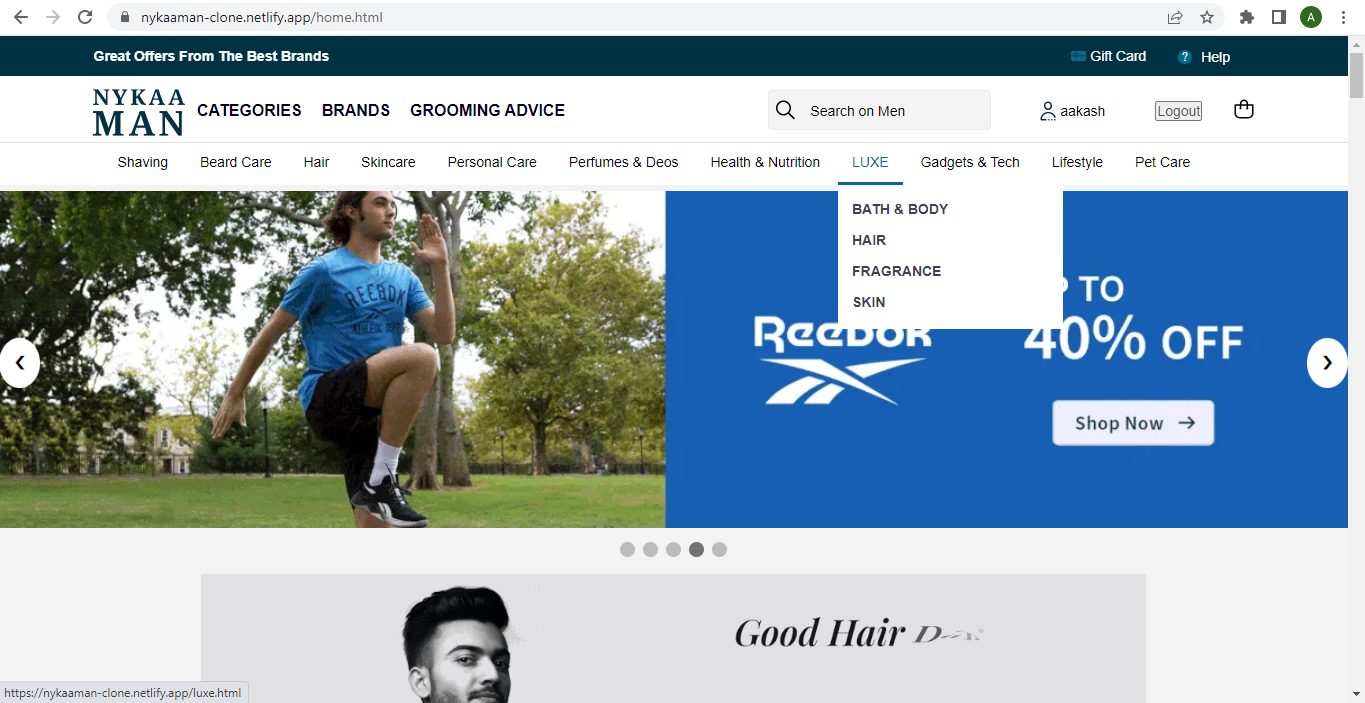 nykaaman-clone.netlify.app/home.html
A
Great Offers From The Best Brands
Gift Card
? Help
NYKAA
MAN
CATEGORIES BRANDS GROOMING ADVICE
Search on Men
aakash
Logout
Shaving Beard Care Hair Skincare Personal Care Perfumes & Deos Health & Nutrition LUXE Gadgets & Tech Lifestyle Pet Care
BATH & BODY
HAIR
FRAGRANCE
SKIN
REEBOK
ATHLETIC DEPT.
Reebok
P TO
40% OFF
Shop Now →
Good Hair
https://nykaaman-clone.netlify.app/luxe.html